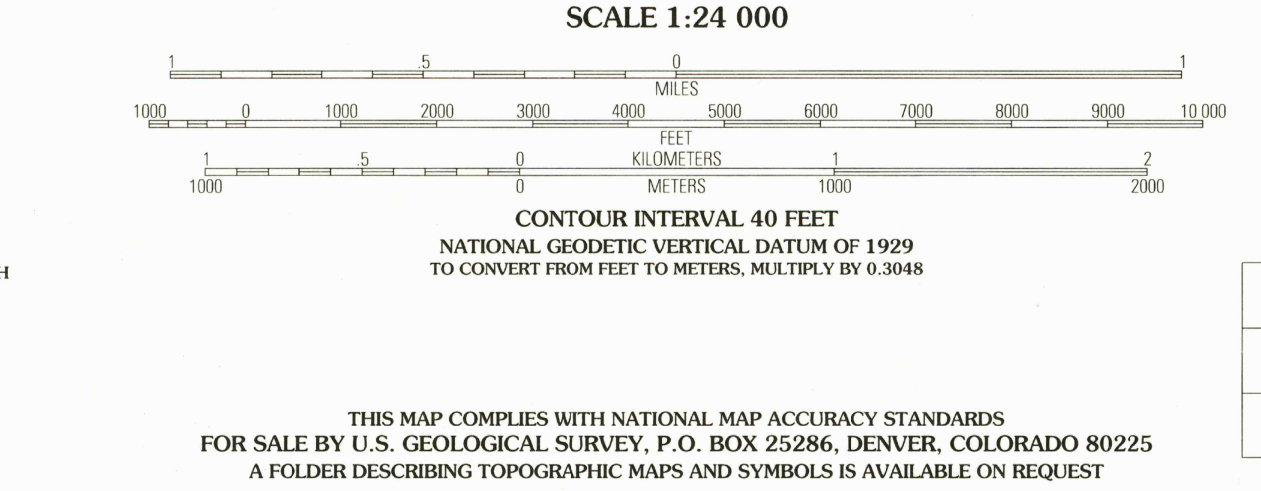 SCALE 1:24 000
1 .5 0 1
MILES
1000 0 1000 2000 3000 4000 5000 6000 7000 8000 9000 10 000
FEET
1 .5 0 KILOMETERS 1 2
1000 0 METERS 1000 2000
CONTOUR INTERVAL 40 FEET
NATIONAL GEODETIC VERTICAL DATUM OF 1929
TO CONVERT FROM FEET TO METERS, MULTIPLY BY 0.3048
H
THIS MAP COMPLIES WITH NATIONAL MAP ACCURACY STANDARDS
FOR SALE BY U.S. GEOLOGICAL SURVEY, P.O. BOX 25286, DENVER, COLORADO 80225
A FOLDER DESCRIBING TOPOGRAPHIC MAPS AND SYMBOLS IS AVAILABLE ON REQUEST